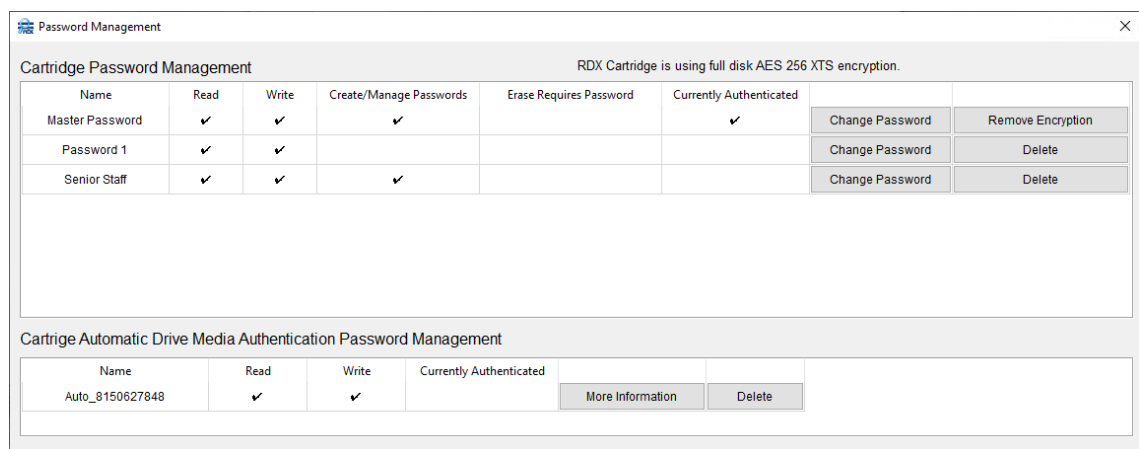 Password Management
Cartridge Password Management RDX Cartridge is using full disk AES 256 XTS encryption.
Name Read Write Create/Manage Passwords Erase Requires Password Currently Authenticated
Master Password ✔ ✔ ✔ ✔ Change Password Remove Encryption
Password 1 ✔ ✔ Change Password Delete
Senior Staff ✔ ✔ ✔ Change Password Delete
Cartrige Automatic Drive Media Authentication Password Management
Name Read Write Currently Authenticated
Auto_8150627848 ✔ ✔ More Information Delete